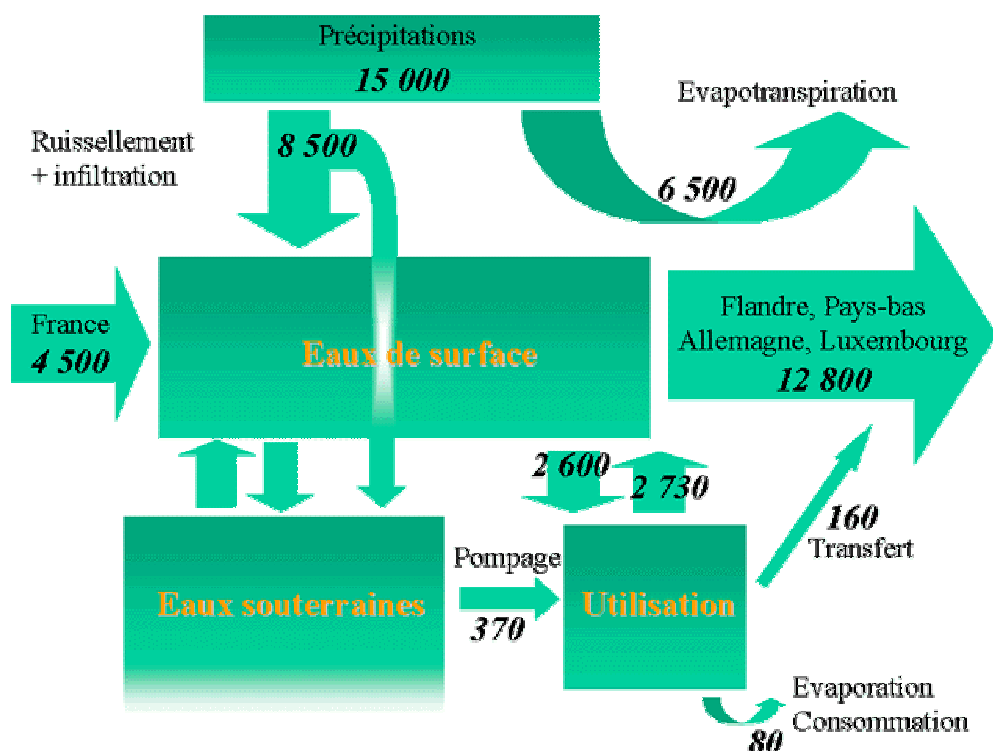 Précipitations
15 000
Evapotranspiration
Ruissellement
+ infiltration
8 500
6 500
France
4 500
Eaux de surface
Flandre, Pays-bas
Allemagne, Luxembourg
12 800
2 600
2 730
160
Transfert
Pompage
370
Eaux souterraines
Utilisation
Evaporation
Consommation
80